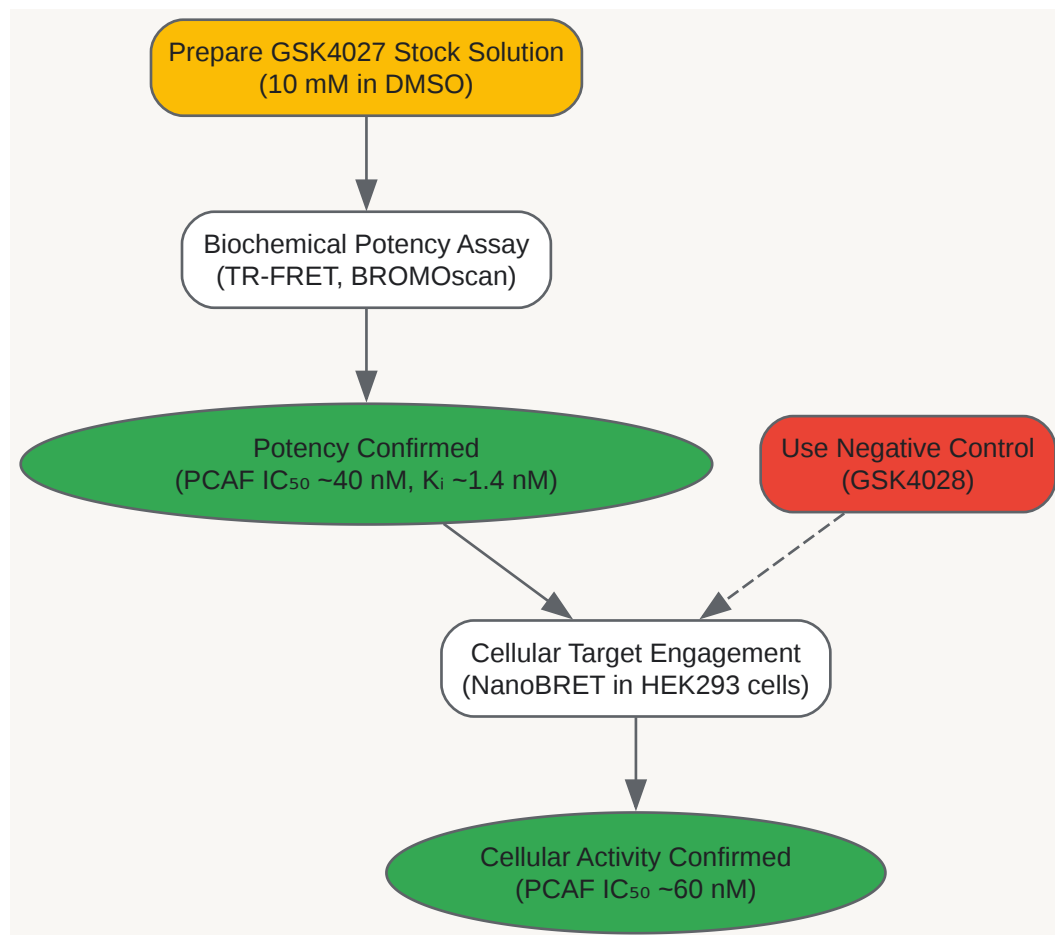 Prepare GSK4027 Stock Solution
(10 mM in DMSO)
Biochemical Potency Assay
(TR-FRET, BROMOscan)
Potency Confirmed
(PCAF IC₅₀ ~40 nM, Kᵢ ~1.4 nM)
Use Negative Control
(GSK4028)
Cellular Target Engagement
(NanoBRET in HEK293 cells)
Cellular Activity Confirmed
(PCAF IC₅₀ ~60 nM)